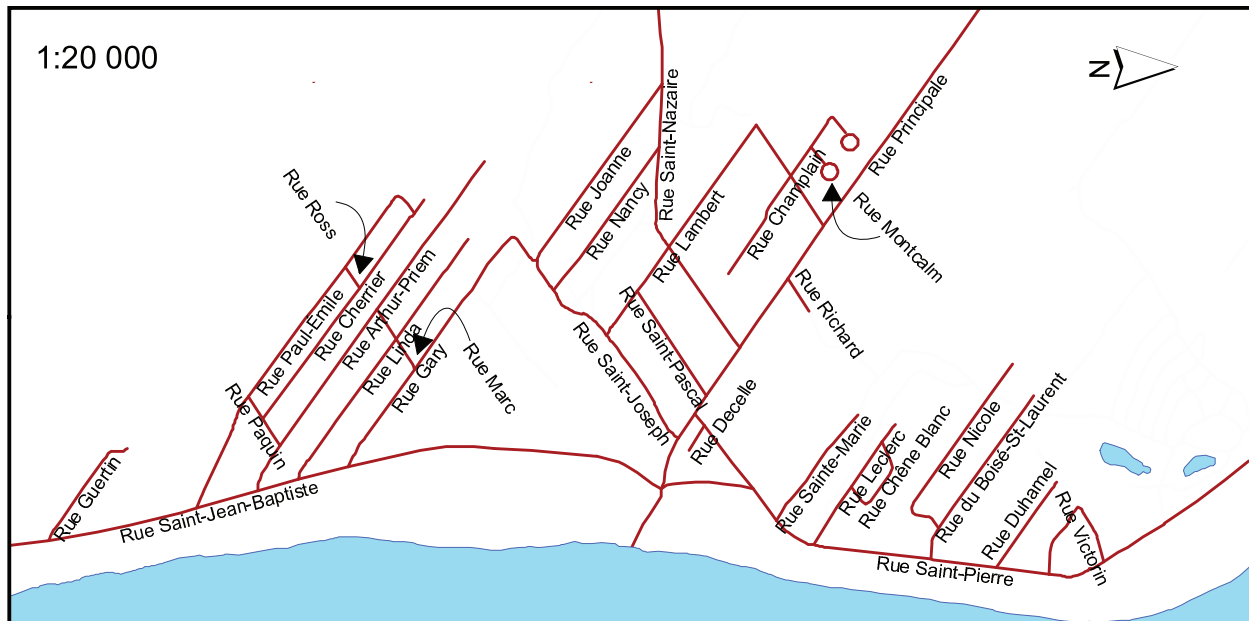 1:20 000
N
Rue Saint-Nazaire
Rue Principale
Rue Joanne
Rue Nancy
Rue Lambert
Rue Champlain
Rue Montcalm
Rue Ross
Rue Paul-Emile
Rue Cherrier
Rue Arthur-Priem
Rue Linda
Rue Gary
Rue Marc
Rue Saint-Pascal
Rue Saint-Joseph
Rue Richard
Rue Decelle
Rue Paquin
Rue Guertin
Rue Saint-Jean-Baptiste
Rue Sainte-Marie
Rue Leclerc
Rue Chêne Blanc
Rue Nicole
Rue du Boisé-St-Laurent
Rue Duhamel
Rue Victorin
Rue Saint-Pierre